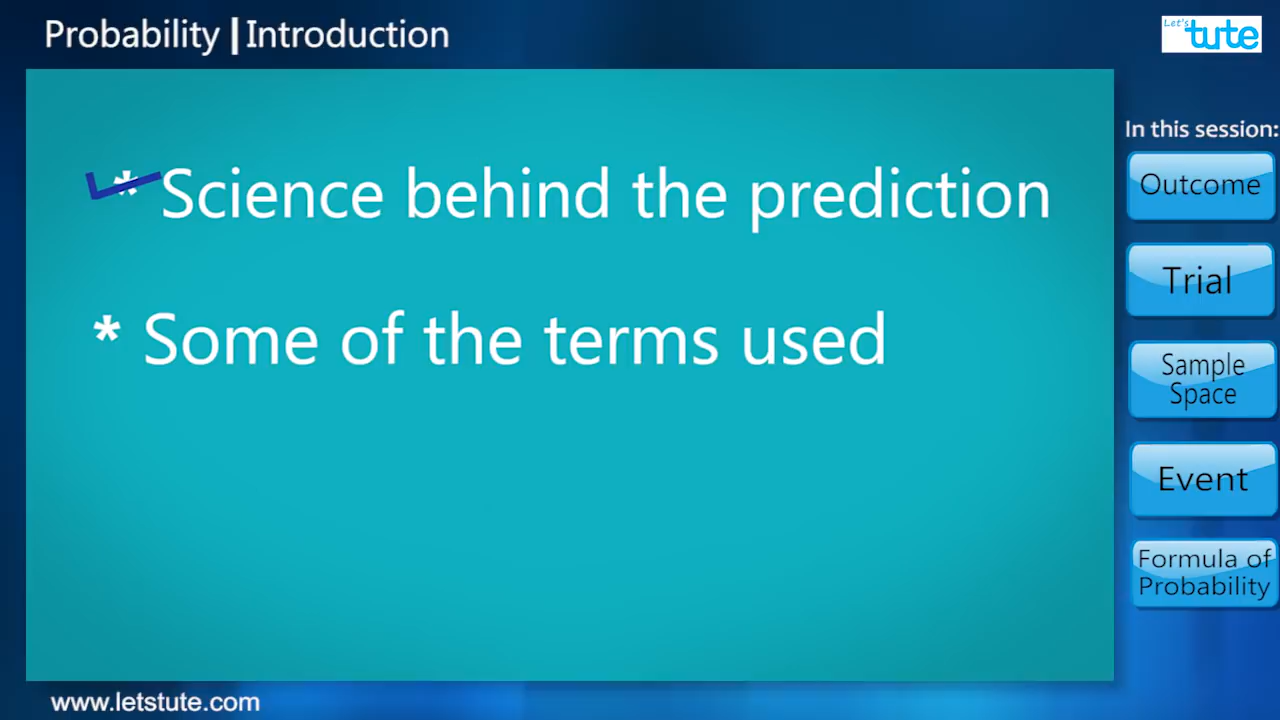 Probability | Introduction
Let's
tute
In this session:
* Science behind the prediction
* Some of the terms used
Outcome
Trial
Sample
Space
Event
Formula of
Probability
www.letstute.com